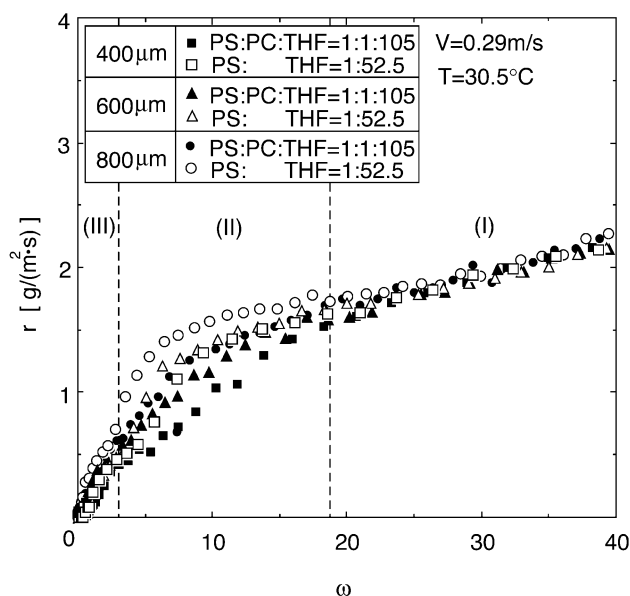 4
3
2
1
0
400μm
■ PS:PC:THF=1:1:105
□ PS: THF=1:52.5
600μm
▲ PS:PC:THF=1:1:105
△ PS: THF=1:52.5
800μm
● PS:PC:THF=1:1:105
○ PS: THF=1:52.5
V=0.29m/s
T=30.5°C
(III)
(II)
(I)
r [ g/(m²·s) ]
10
20
30
40
ω